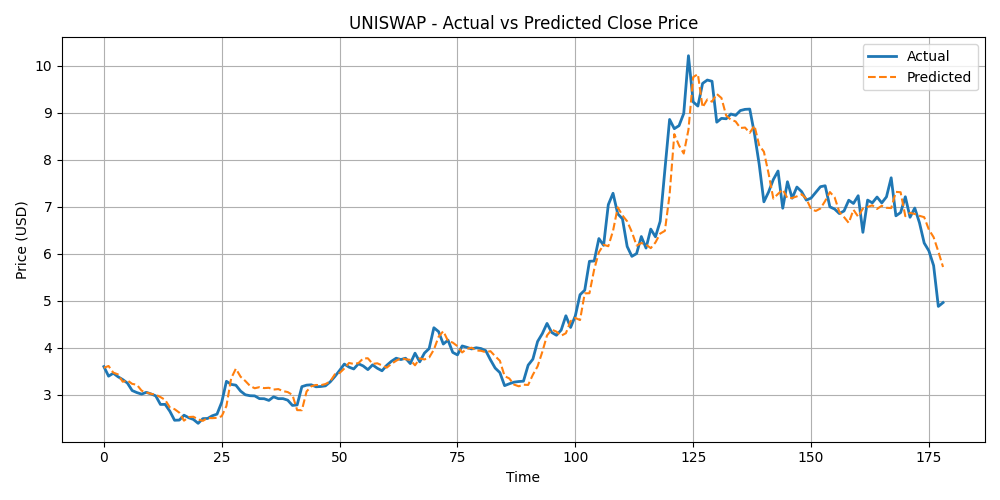 UNISWAP - Actual vs Predicted Close Price
Actual
Predicted
Price (USD)
10
9
8
7
6
5
4
3
0 25 50 75 100 125 150 175
Time